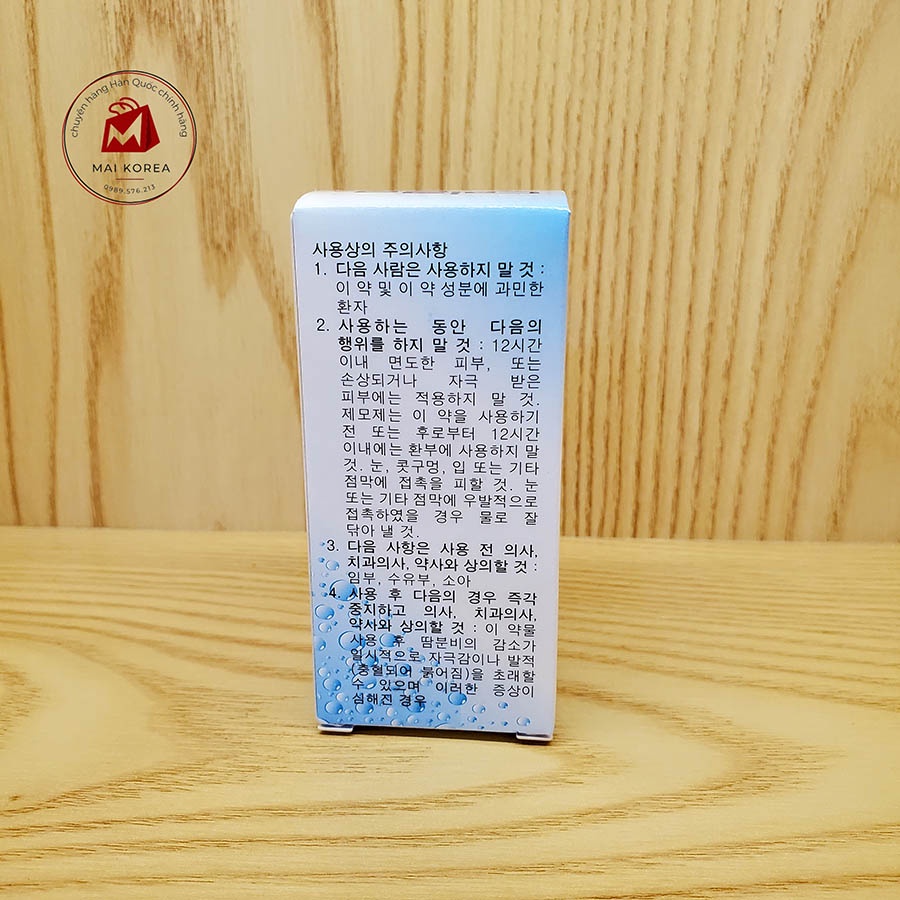 chuyên hàng Hàn Quốc chính hãng
MAI KOREA
0989.576.213
사용상의 주의사항
1. 다음 사람은 사용하지 말 것 :
이 약 및 이 약 성분에 과민한
환자
2. 사용하는 동안 다음의
행위를 하지 말 것 : 12시간
이내 면도한 피부, 또는
손상되거나 자극 받은
피부에는 적용하지 말 것.
제모제는 이 약을 사용하기
전 또는 후로부터 12시간
이내에는 환부에 사용하지 말
것. 눈, 콧구멍, 입 또는 기타
점막에 접촉을 피할 것. 눈
또는 기타 점막에 우발적으로
접촉하였을 경우 물로 잘
닦아 낼 것.
3. 다음 사항은 사용 전 의사,
치과의사, 약사와 상의할 것 :
임부, 수유부, 소아
4. 사용 후 다음의 경우 즉각
중지하고 의사, 치과의사,
약사와 상의할 것 : 이 약물
사용 후 땀분비의 감소가
일시적으로 자극감이나 발적
(충혈되어 붉어짐)을 초래할
수 있으며 이러한 증상이
심해진 경우